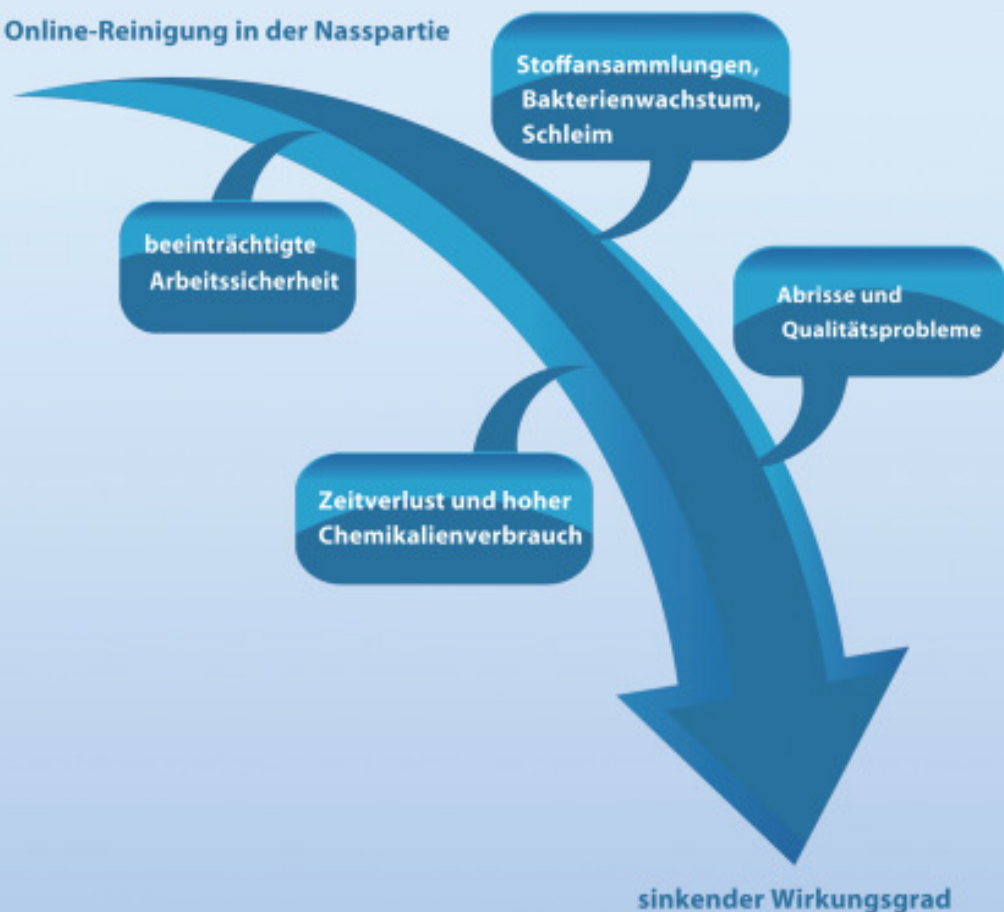 Online-Reinigung in der Nasspartie
Stoffansammlungen,
Bakterienwachstum,
Schleim
beeinträchtigte
Arbeitssicherheit
Abrisse und
Qualitätsprobleme
Zeitverlust und hoher
Chemikalienverbrauch
sinkender Wirkungsgrad